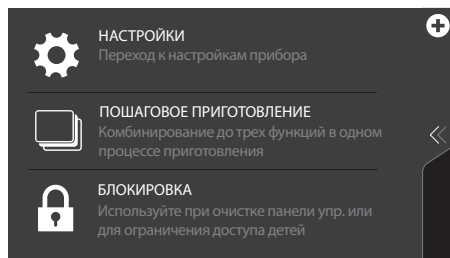 НАСТРОЙКИ
Переход к настройкам прибора
ПОШАГОВОЕ ПРИГОТОВЛЕНИЕ
Комбинирование до трех функций в одном
процессе приготовления
БЛОКИРОВКА
Используйте при очистке панели упр. или
для ограничения доступа детей